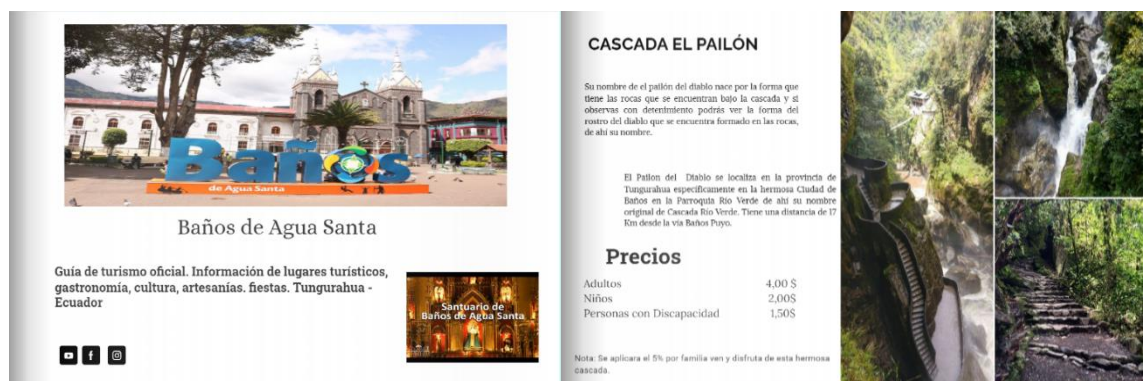 Baños
de Agua Santa
Baños de Agua Santa
Guía de turismo oficial. Información de lugares turísticos,
gastronomía, cultura, artesanías. fiestas. Tungurahua -
Ecuador
Santuario de
Baños de Agua Santa
CASCADA EL PAILÓN
Su nombre de el pailón del diablo nace por la forma que
tiene las rocas que se encuentran bajo la cascada y si
observas con detenimiento podrás ver la forma del
rostro del diablo que se encuentra formado en las rocas,
de ahí su nombre.
El Pailon del Diablo se localiza en la provincia de
Tungurahua específicamente en la hermosa Ciudad de
Baños en la Parroquia Río Verde de ahí su nombre
original de Cascada Río Verde. Tiene una distancia de 17
Km desde la vía Baños Puyo.
Precios
Adultos 4,00 $
Niños 2,00$
Personas con Discapacidad 1,50$
Nota: Se aplicara el 5% por familia ven y disfruta de esta hermosa
cascada.